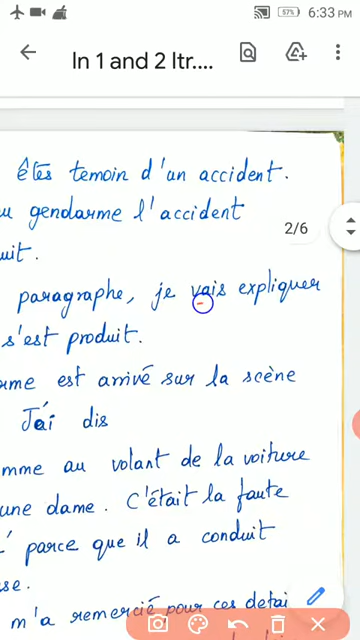 57% 6:33 PM
In 1 and 2 ltr....
êtes temoin d'un accident.
u gendarme l'accident
2/6
uit.
paragraphe, je vais expliquer
s'est produit.
rme est arrivé sur la scène
J'ai dis
mme au volant de la voiture
une dame. C'était la faute
parce que il a conduit
se.
m'a remercié pour ces detai